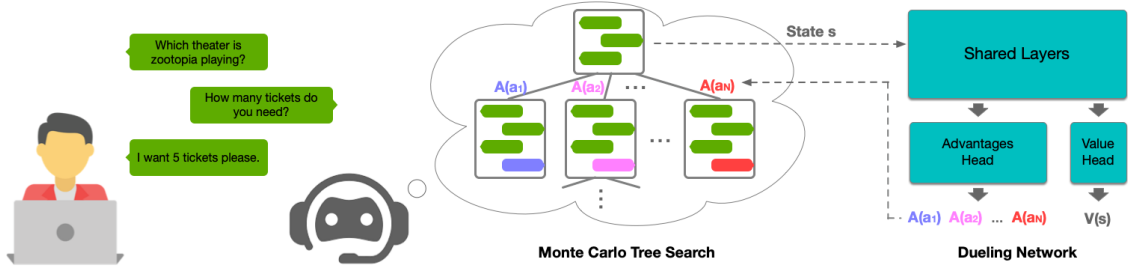 Which theater is
zootopia playing?
How many tickets do
you need?
I want 5 tickets please.
State s
A(a1) A(a2) ... A(aN)
Monte Carlo Tree Search
Shared Layers
Advantages
Head
Value
Head
A(a1) A(a2) ... A(aN)
V(s)
Dueling Network